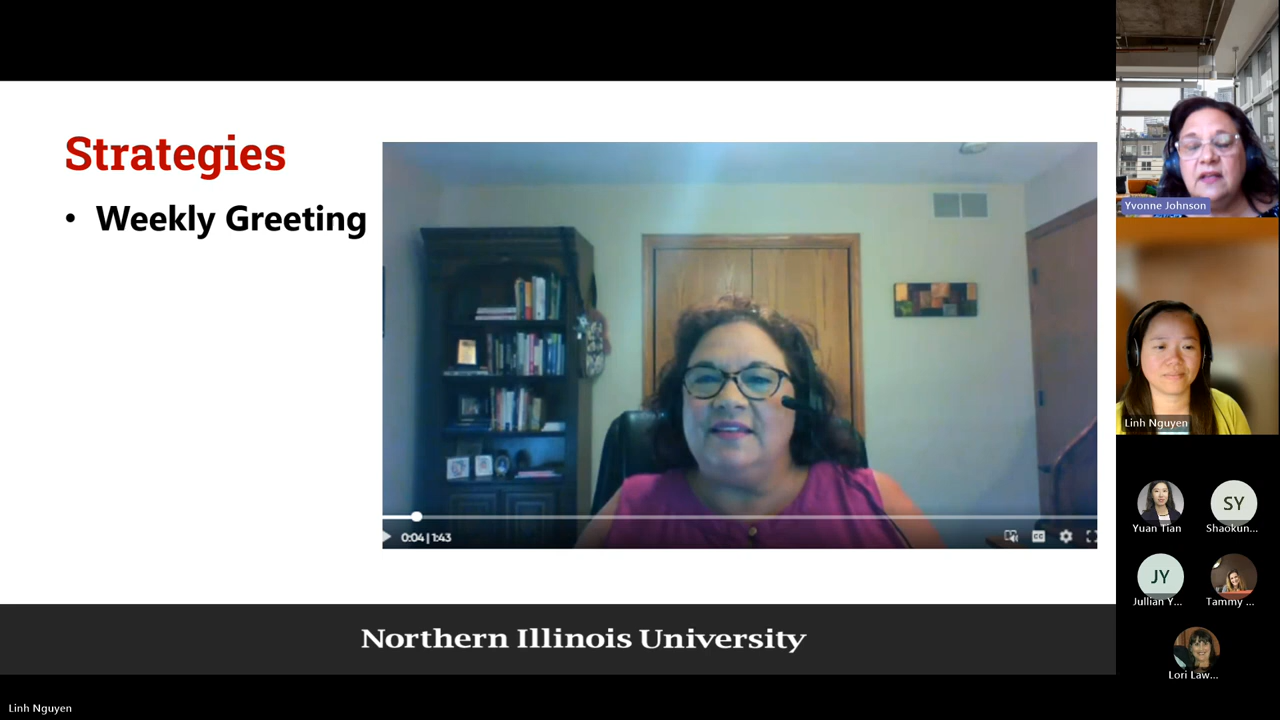 Strategies
• Weekly Greeting
0:04 | 1:43
CC
Northern Illinois University
Yvonne Johnson
Linh Nguyen
Yuan Tian
SY
Shaokun...
JY
Jullian Y...
Tammy ...
Lori Law...
Linh Nguyen